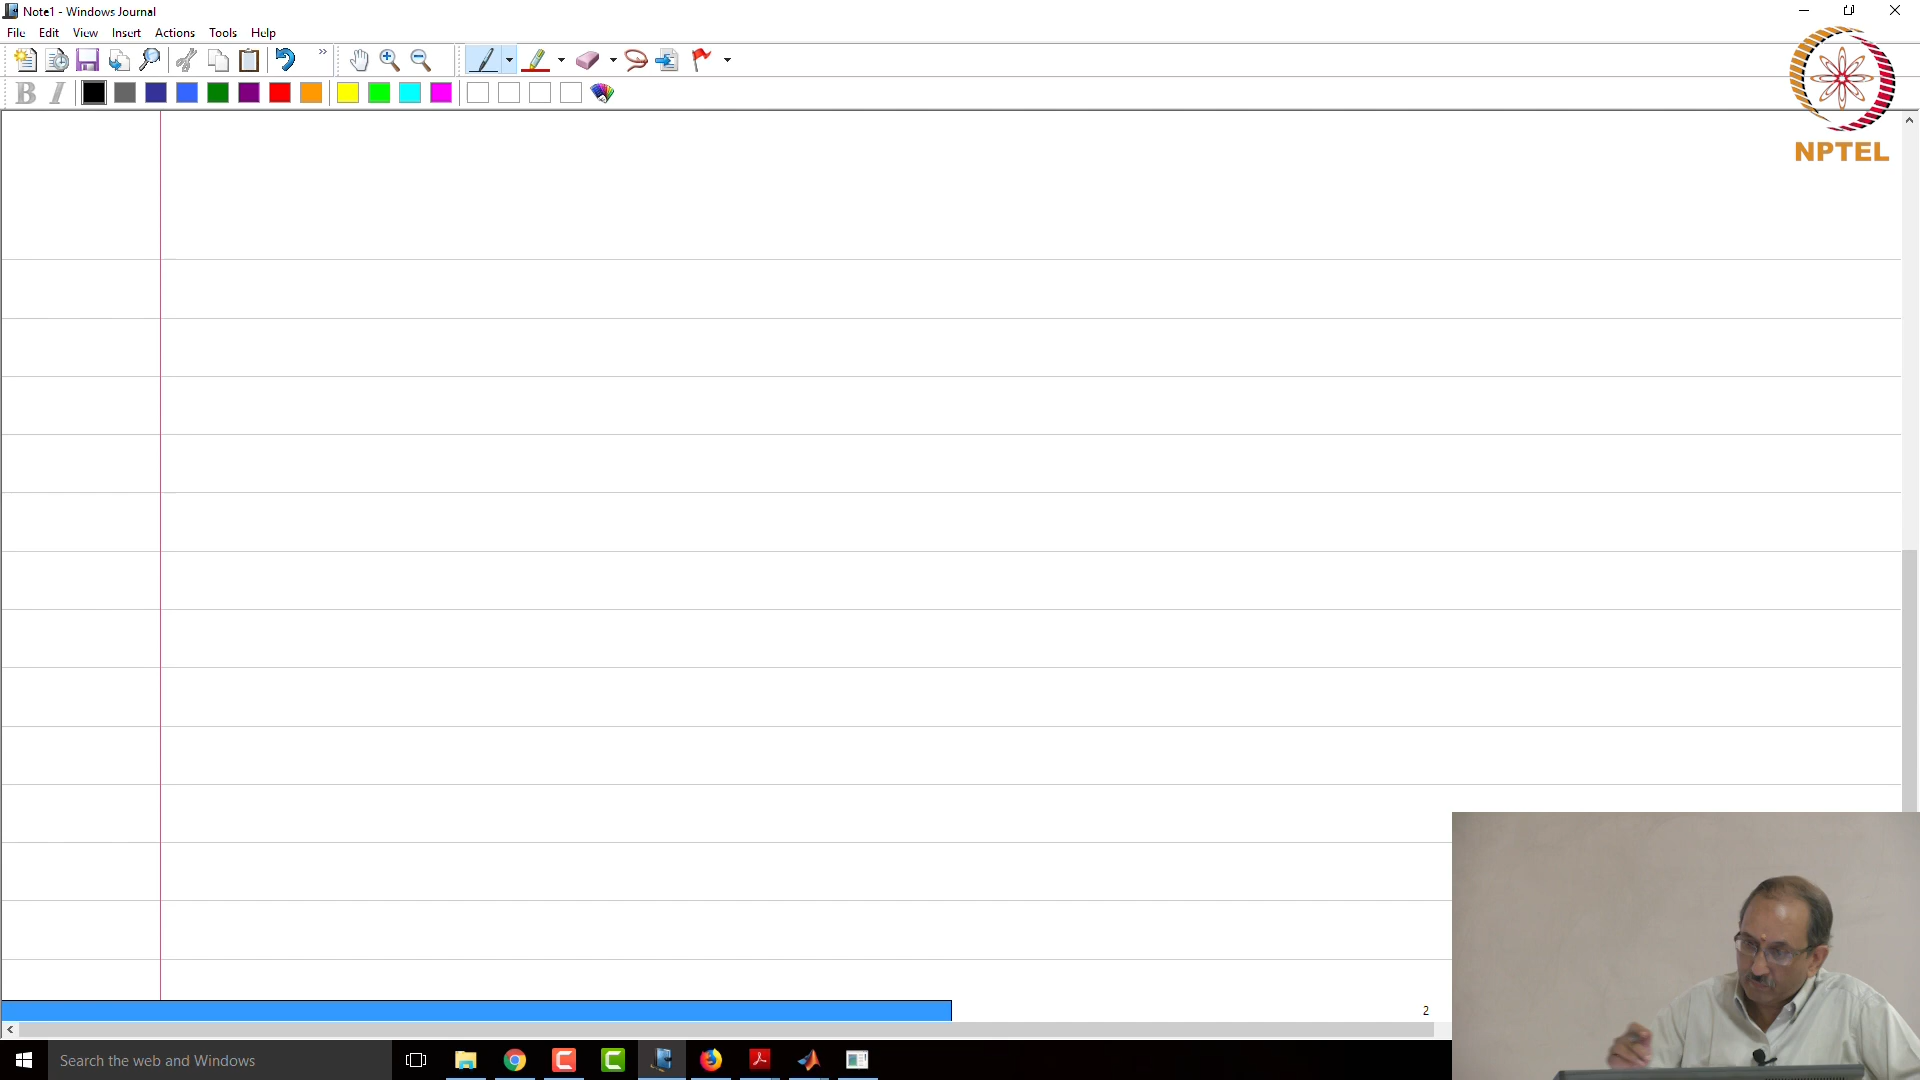 Note1 - Windows Journal
File Edit View Insert Actions Tools Help
»
B I
NPTEL
2
Search the web and Windows